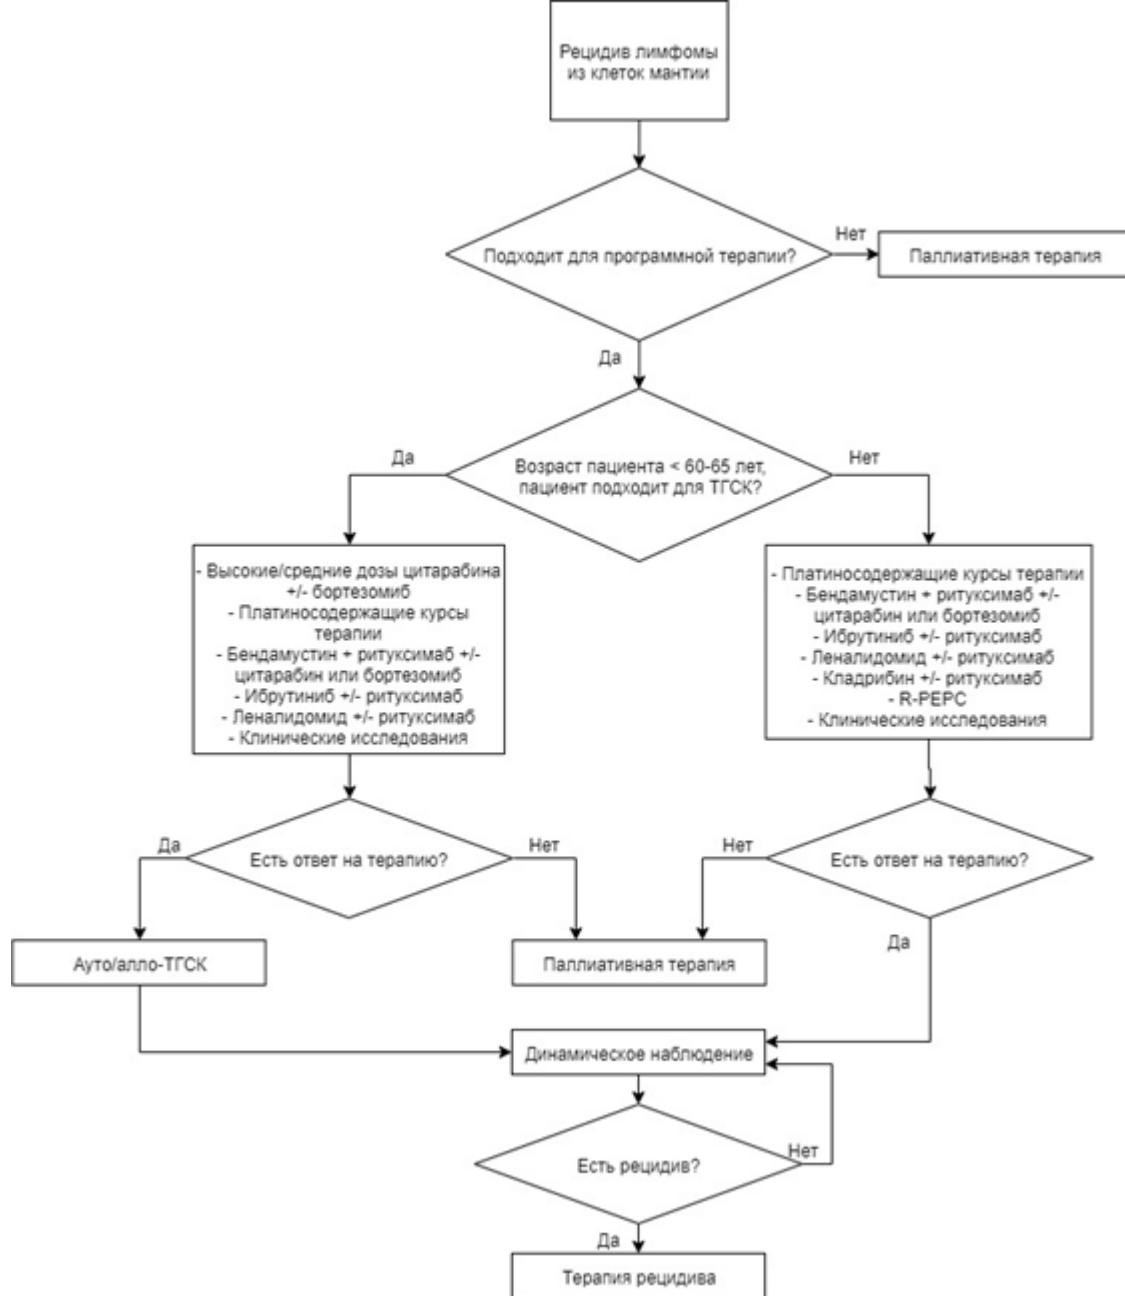 Рецидив лимфомы
из клеток мантии
Подходит для программной терапии?
Нет
Паллиативная терапия
Да
Возраст пациента < 60-65 лет,
пациент подходит для ТГСК?
Да
Нет
- Высокие/средние дозы цитарабина
+/- бортезомиб
- Платиносодержащие курсы
терапии
- Бендамустин + ритуксимаб +/-
цитарабин или бортезомиб
- Ибрутиниб +/- ритуксимаб
- Леналидомид +/- ритуксимаб
- Клинические исследования
- Платиносодержащие курсы терапии
- Бендамустин + ритуксимаб +/-
цитарабин или бортезомиб
- Ибрутиниб +/- ритуксимаб
- Леналидомид +/- ритуксимаб
- Кладрибин +/- ритуксимаб
- R-PEPC
- Клинические исследования
Да
Есть ответ на терапию?
Нет
Нет
Есть ответ на терапию?
Да
Ауто/алло-ТГСК
Паллиативная терапия
Динамическое наблюдение
Есть рецидив?
Нет
Да
Терапия рецидива